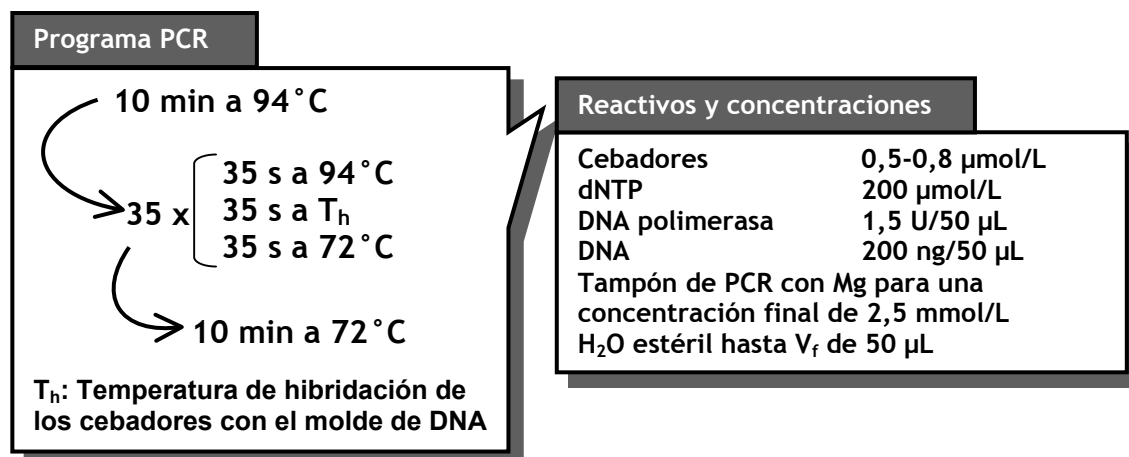 Programa PCR
10 min a 94°C
35 x
35 s a 94°C
35 s a Tₕ
35 s a 72°C
10 min a 72°C
Tₕ: Temperatura de hibridación de
los cebadores con el molde de DNA
Reactivos y concentraciones
Cebadores 0,5-0,8 µmol/L
dNTP 200 µmol/L
DNA polimerasa 1,5 U/50 µL
DNA 200 ng/50 µL
Tampón de PCR con Mg para una
concentración final de 2,5 mmol/L
H₂O estéril hasta V_f de 50 µL